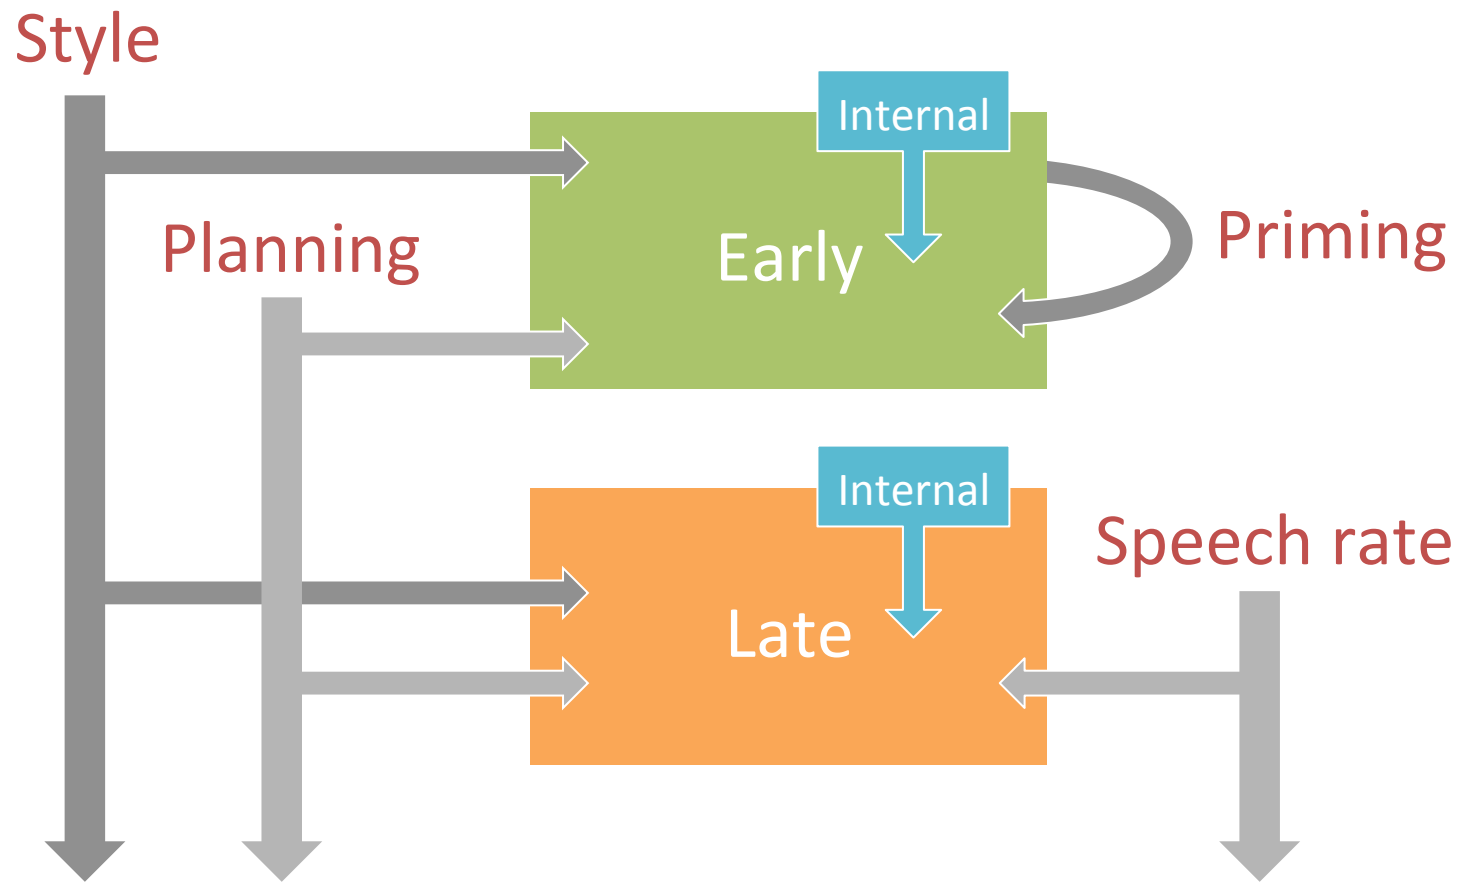 Style
Internal
Planning
Early
Priming
Internal
Speech rate
Late